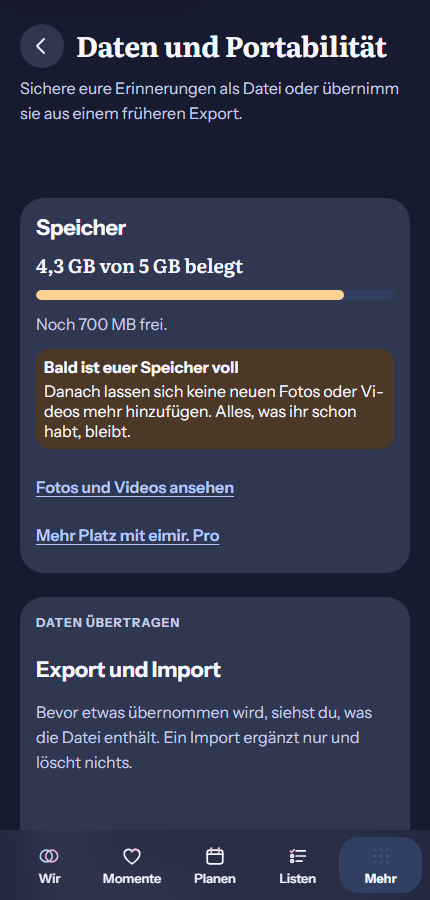 Daten und Portabilität
Sichere eure Erinnerungen als Datei oder übernimm
sie aus einem früheren Export.
Speicher
4,3 GB von 5 GB belegt
Noch 700 MB frei.
Bald ist euer Speicher voll
Danach lassen sich keine neuen Fotos oder Vi-
deos mehr hinzufügen. Alles, was ihr schon
habt, bleibt.
Fotos und Videos ansehen
Mehr Platz mit eimir. Pro
DATEN ÜBERTRAGEN
Export und Import
Bevor etwas übernommen wird, siehst du, was
die Datei enthält. Ein Import ergänzt nur und
löscht nichts.
Wir
Momente
Planen
Listen
Mehr